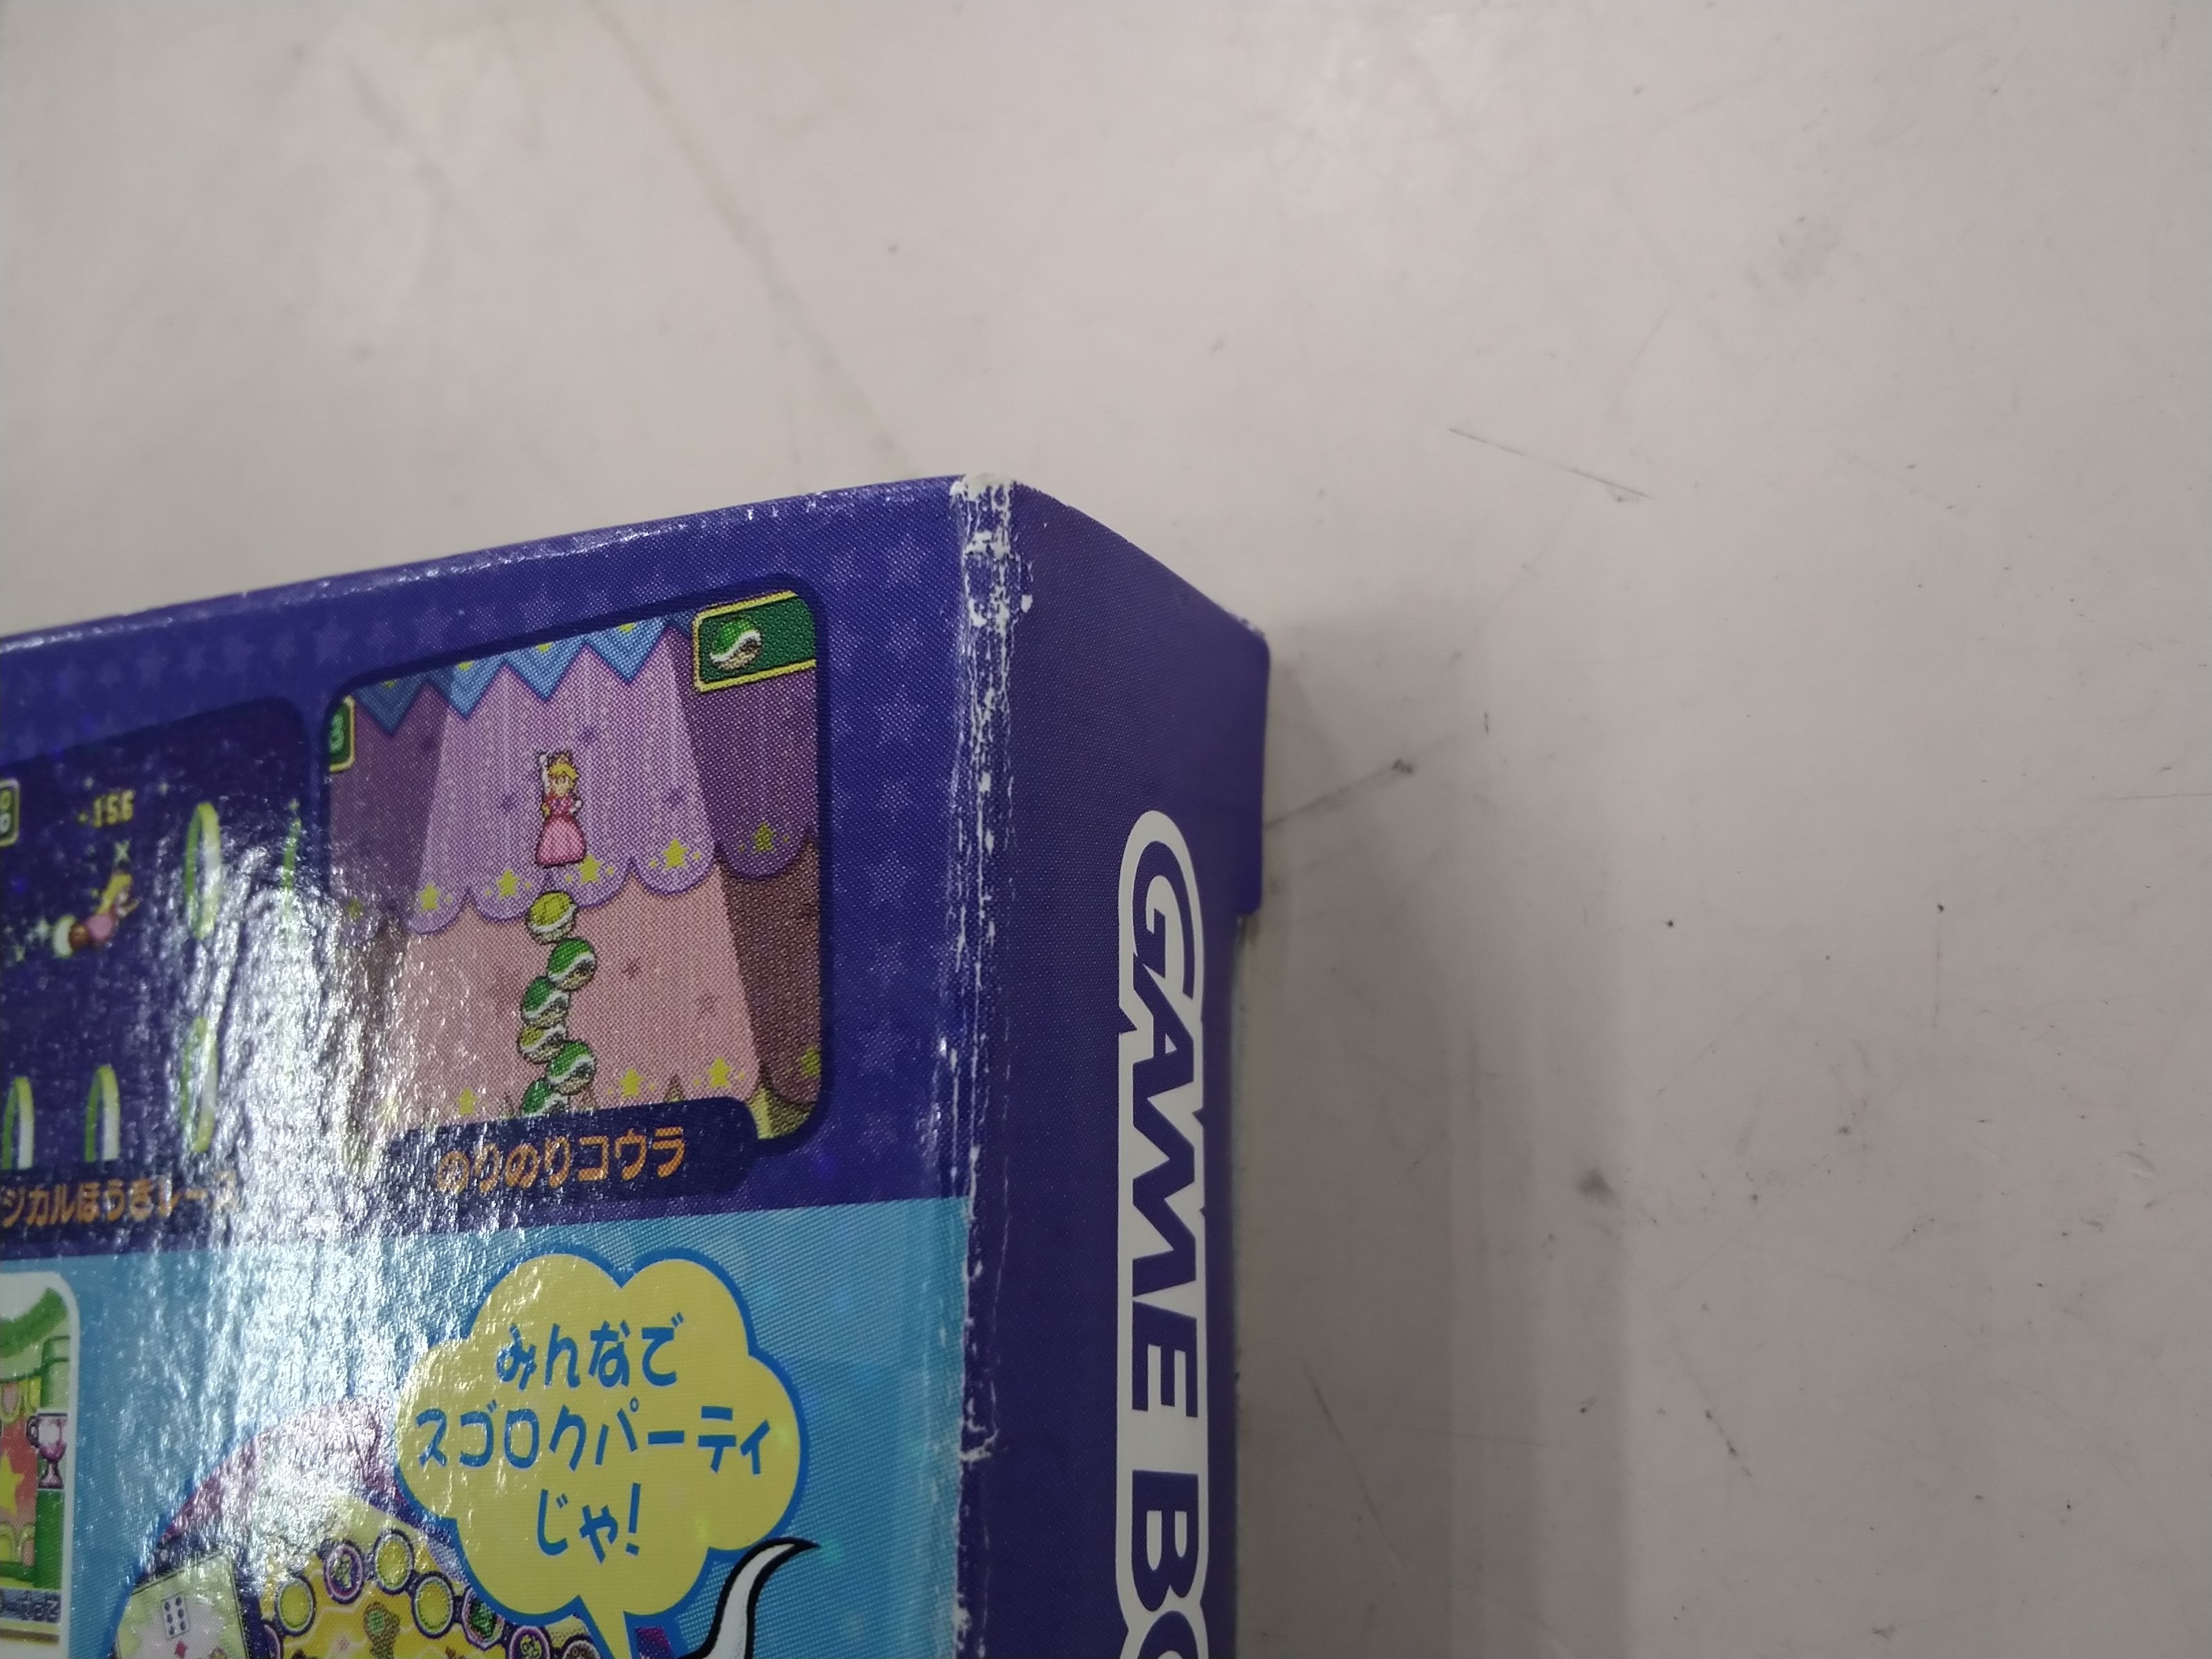 -156
のりのりコウラ
ジカルほうきレース
みんなで
スゴロクパーティ
じゃ!
GAME BO